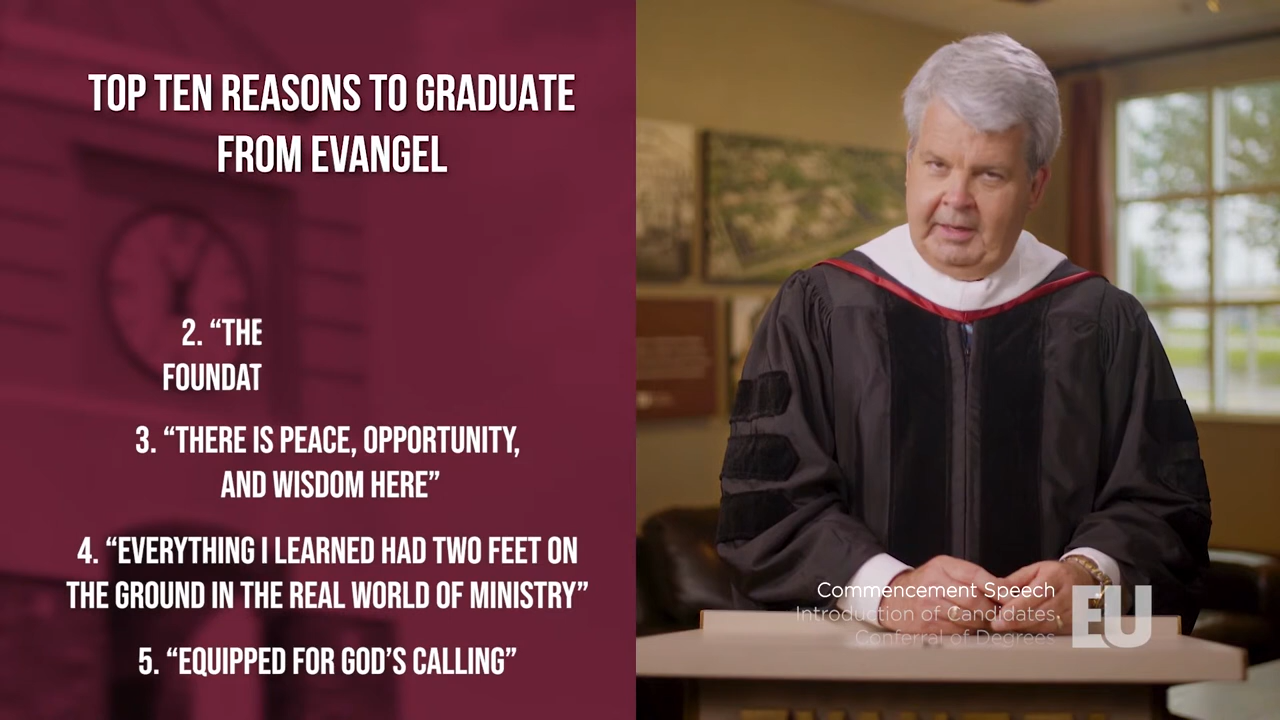 TOP TEN REASONS TO GRADUATE
FROM EVANGEL
2. “THE
FOUNDAT
3. “THERE IS PEACE, OPPORTUNITY,
AND WISDOM HERE”
4. “EVERYTHING I LEARNED HAD TWO FEET ON
THE GROUND IN THE REAL WORLD OF MINISTRY”
5. “EQUIPPED FOR GOD’S CALLING”
Commencement Speech
Introduction of Candidates
Conferral of Degrees
EU